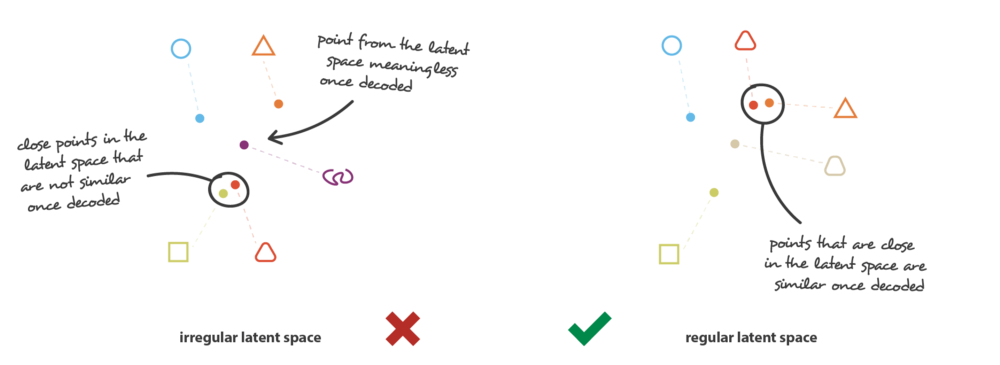 point from the latent
space meaningless
once decoded
close points in the
latent space that
are not similar
once decoded
points that are close
in the latent space are
similar once decoded
irregular latent space
regular latent space